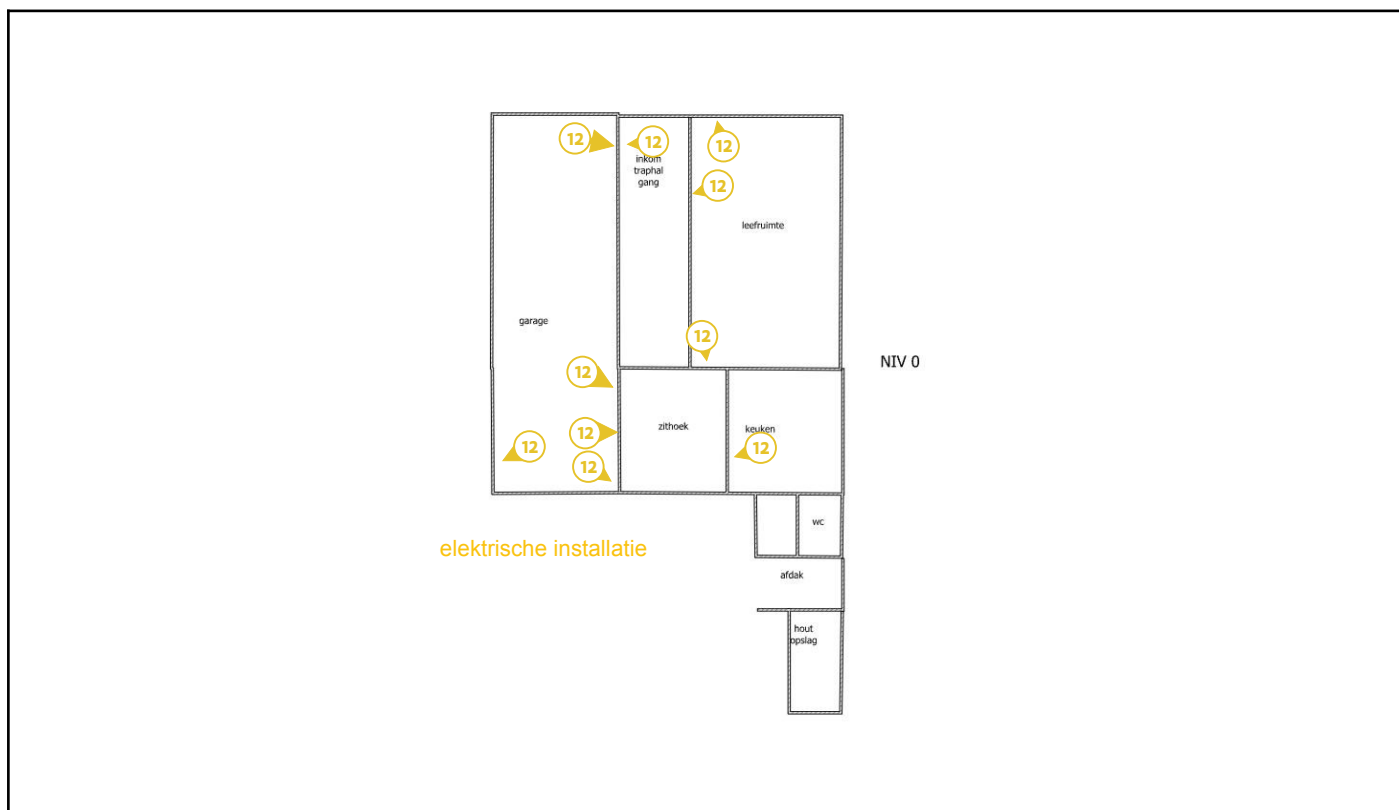 12
12
12
inkom
traphal
gang
12
leefruimte
garage
12
NIV 0
12
zithoek
keuken
12
12
12
12
wc
elektrische installatie
afdak
hout
opslag